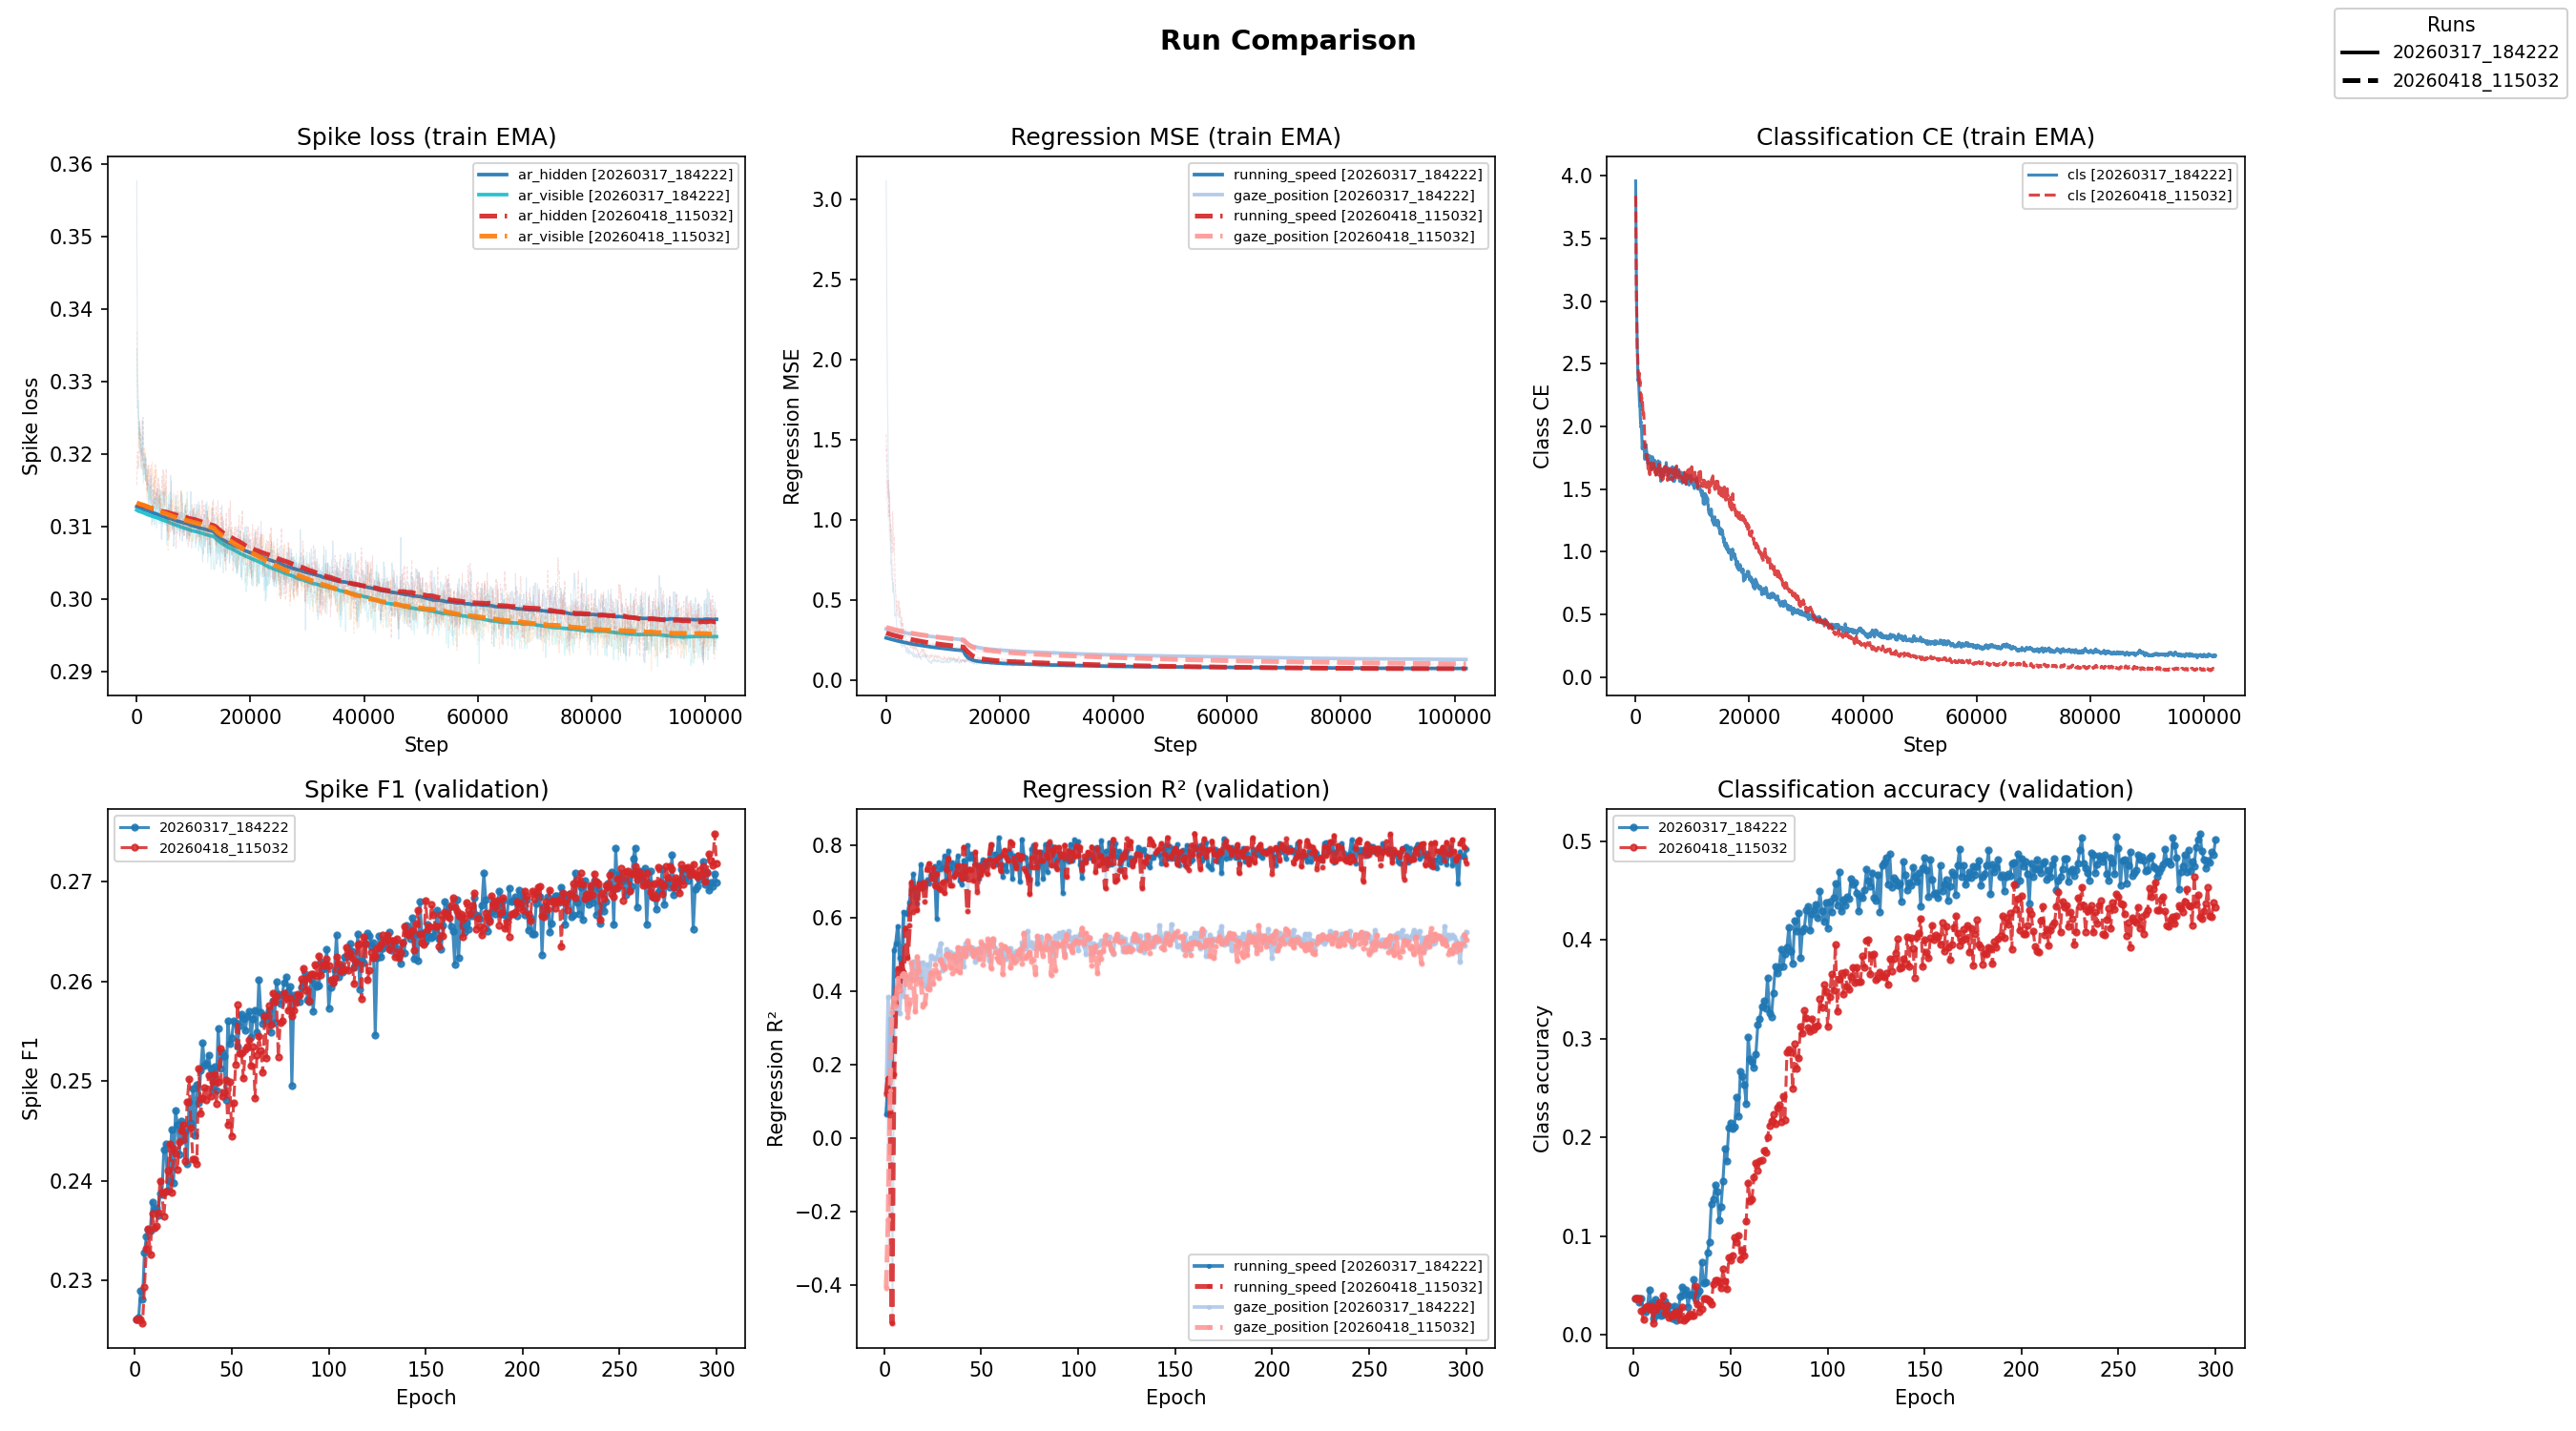 Run Comparison
Runs
20260317_184222
20260418_115032
Spike loss (train EMA)
Spike loss
0.36
0.35
0.34
0.33
0.32
0.31
0.30
0.29
ar_hidden [20260317_184222]
ar_visible [20260317_184222]
ar_hidden [20260418_115032]
ar_visible [20260418_115032]
0 20000 40000 60000 80000 100000
Step
Regression MSE (train EMA)
Regression MSE
3.0
2.5
2.0
1.5
1.0
0.5
0.0
running_speed [20260317_184222]
gaze_position [20260317_184222]
running_speed [20260418_115032]
gaze_position [20260418_115032]
0 20000 40000 60000 80000 100000
Step
Classification CE (train EMA)
Class CE
4.0
3.5
3.0
2.5
2.0
1.5
1.0
0.5
0.0
cls [20260317_184222]
cls [20260418_115032]
0 20000 40000 60000 80000 100000
Step
Spike F1 (validation)
Spike F1
0.27
0.26
0.25
0.24
0.23
20260317_184222
20260418_115032
0 50 100 150 200 250 300
Epoch
Regression R² (validation)
Regression R²
0.8
0.6
0.4
0.2
0.0
−0.2
−0.4
running_speed [20260317_184222]
running_speed [20260418_115032]
gaze_position [20260317_184222]
gaze_position [20260418_115032]
0 50 100 150 200 250 300
Epoch
Classification accuracy (validation)
Class accuracy
0.5
0.4
0.3
0.2
0.1
0.0
20260317_184222
20260418_115032
0 50 100 150 200 250 300
Epoch